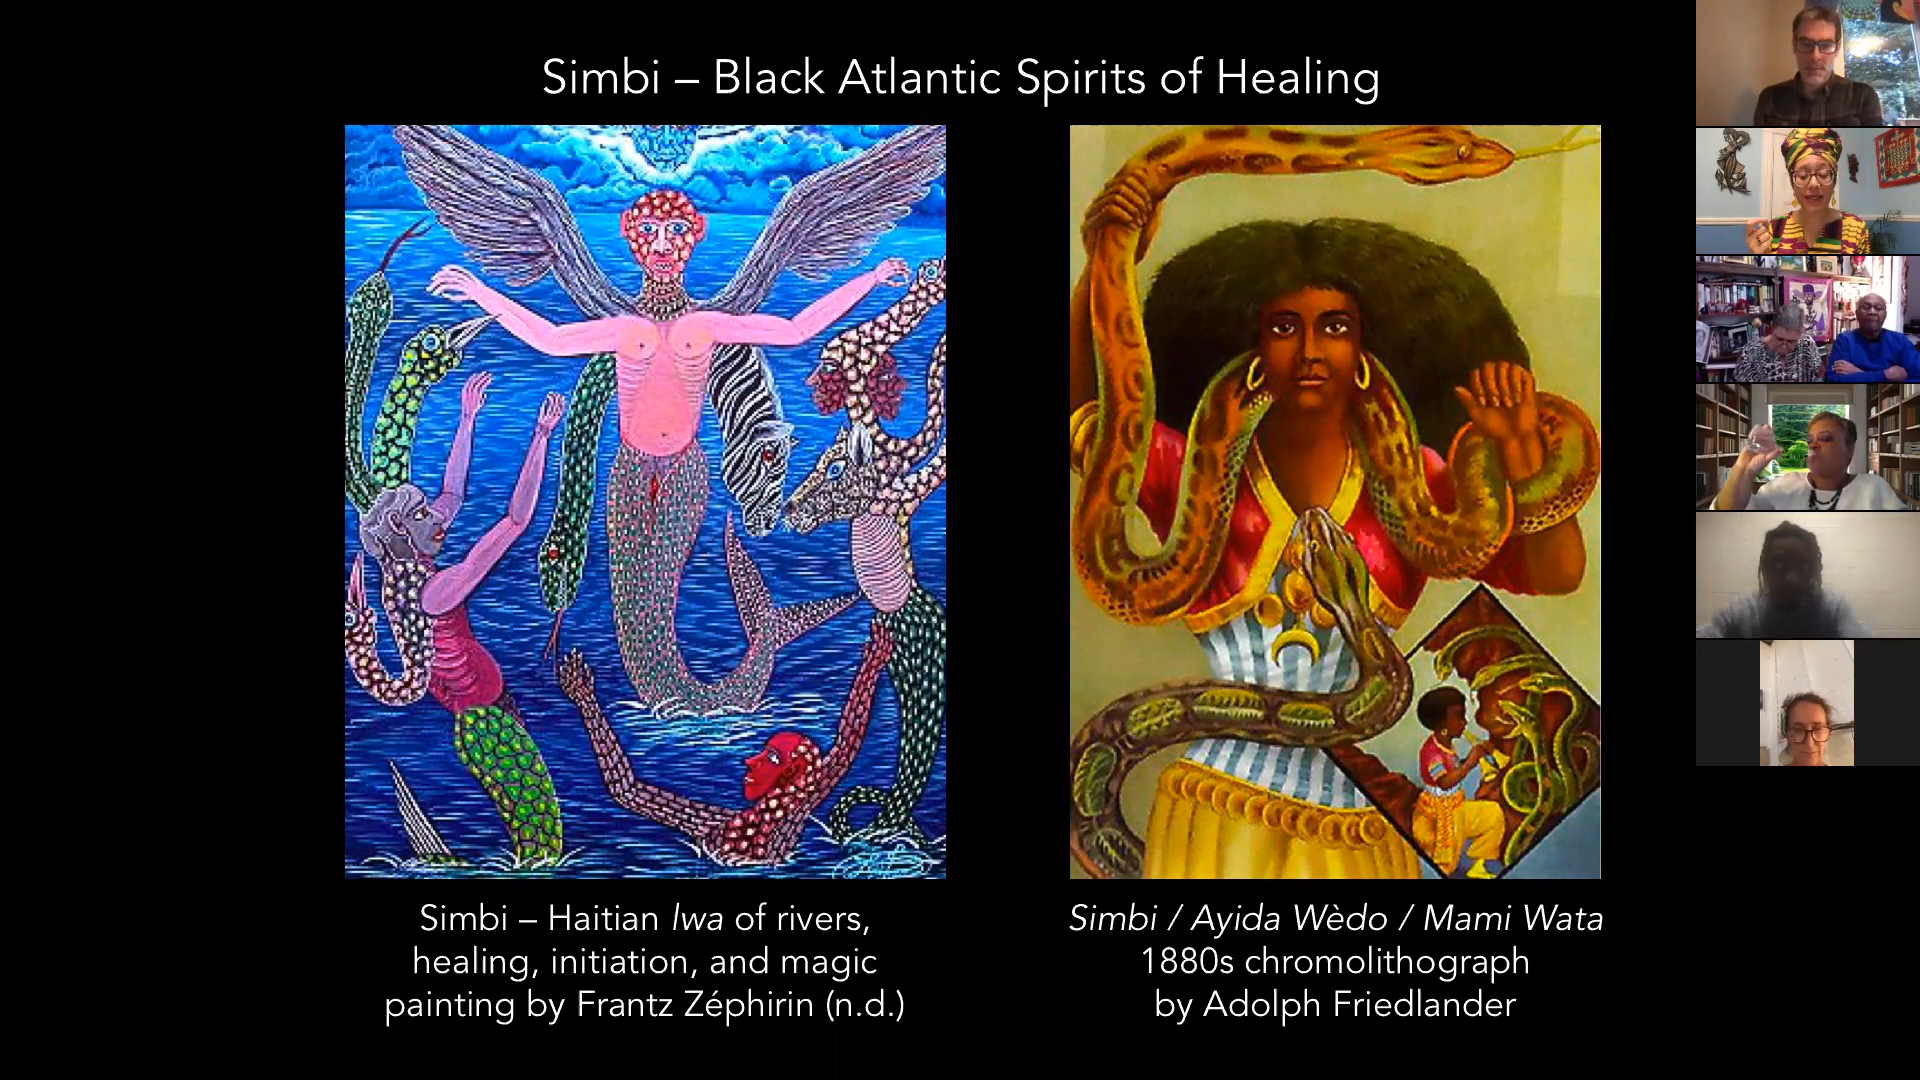 Simbi – Black Atlantic Spirits of Healing
Simbi – Haitian lwa of rivers,
healing, initiation, and magic
painting by Frantz Zéphirin (n.d.)
Simbi / Ayida Wèdo / Mami Wata
1880s chromolithograph
by Adolph Friedlander